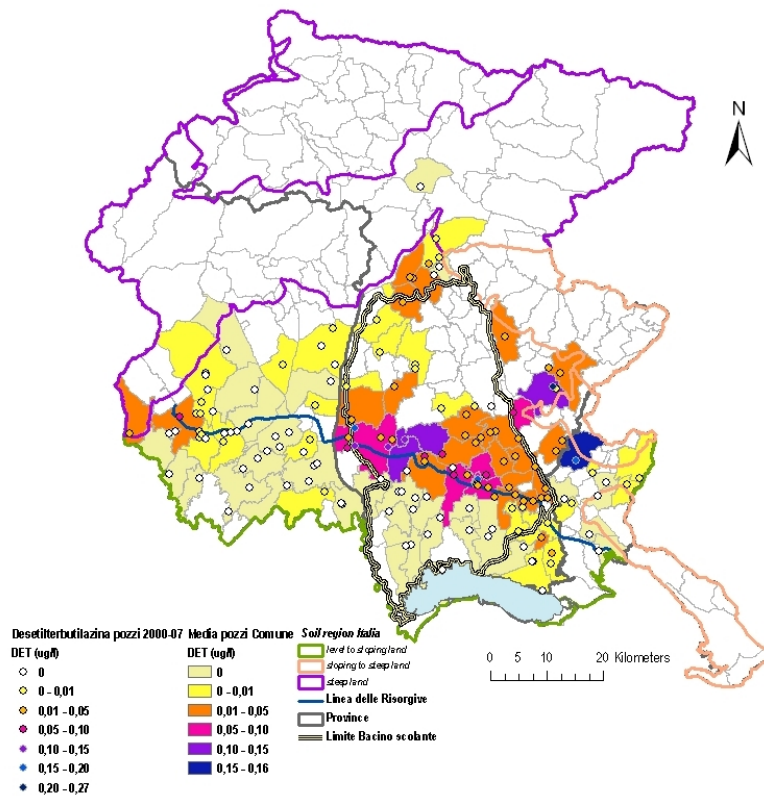 N
Desetilterbutilazina pozzi 2000-07
DET (ug/l)
0
0 - 0,01
0,01 - 0,05
0,05 - 0,10
0,10 - 0,15
0,15 - 0,20
0,20 - 0,27
Media pozzi Comune
DET (ug/l)
0
0 - 0,01
0,01 - 0,05
0,05 - 0,10
0,10 - 0,15
0,15 - 0,16
Soil region Italia
level to sloping land
sloping to steep land
steep land
Linea delle Risorgive
Province
Limite Bacino scolante
0 5 10 20 Kilometers